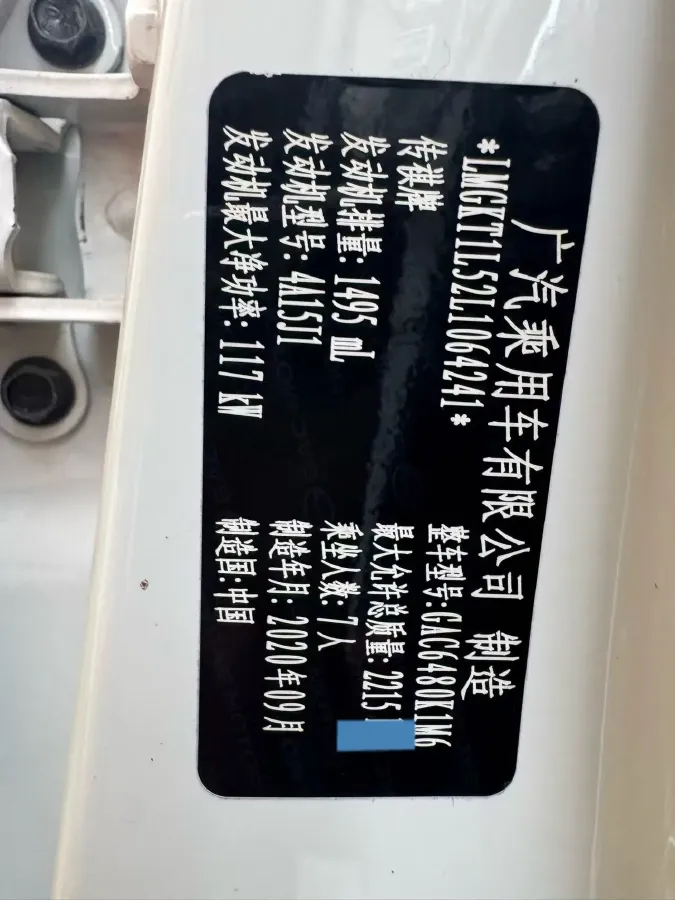 广汽乘用车有限公司 制造
*LMGKT1L52L1064241*
传祺牌 整车型号:GAC6480K1M6
发动机排量: 1495 mL 最大允许总质量: 2215
发动机型号: 4A15J1 乘坐人数: 7人
发动机最大净功率: 117 kW 制造年月: 2020年09月
制造国: 中国